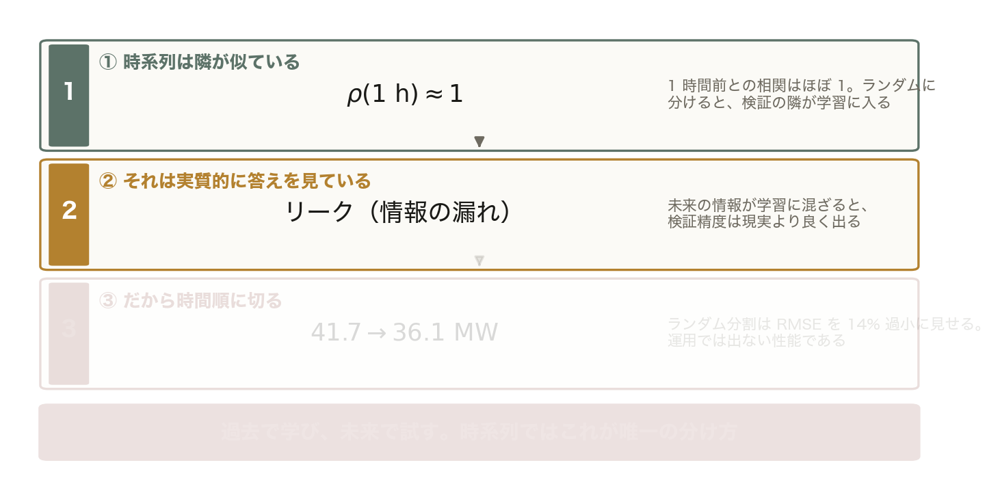 1
① 時系列は隣が似ている
ρ(1 h) ≈ 1
1 時間前との相関はほぼ 1。ランダムに
分けると、検証の隣が学習に入る
2
② それは実質的に答えを見ている
リーク（情報の漏れ）
未来の情報が学習に混ざると、
検証精度は現実より良く出る
3
③ だから時間順に切る
41.7 → 36.1 MW
ランダム分割は RMSE を 14% 過小に見せる。
運用では出ない性能である
過去で学び、未来で試す。時系列ではこれが唯一の分け方